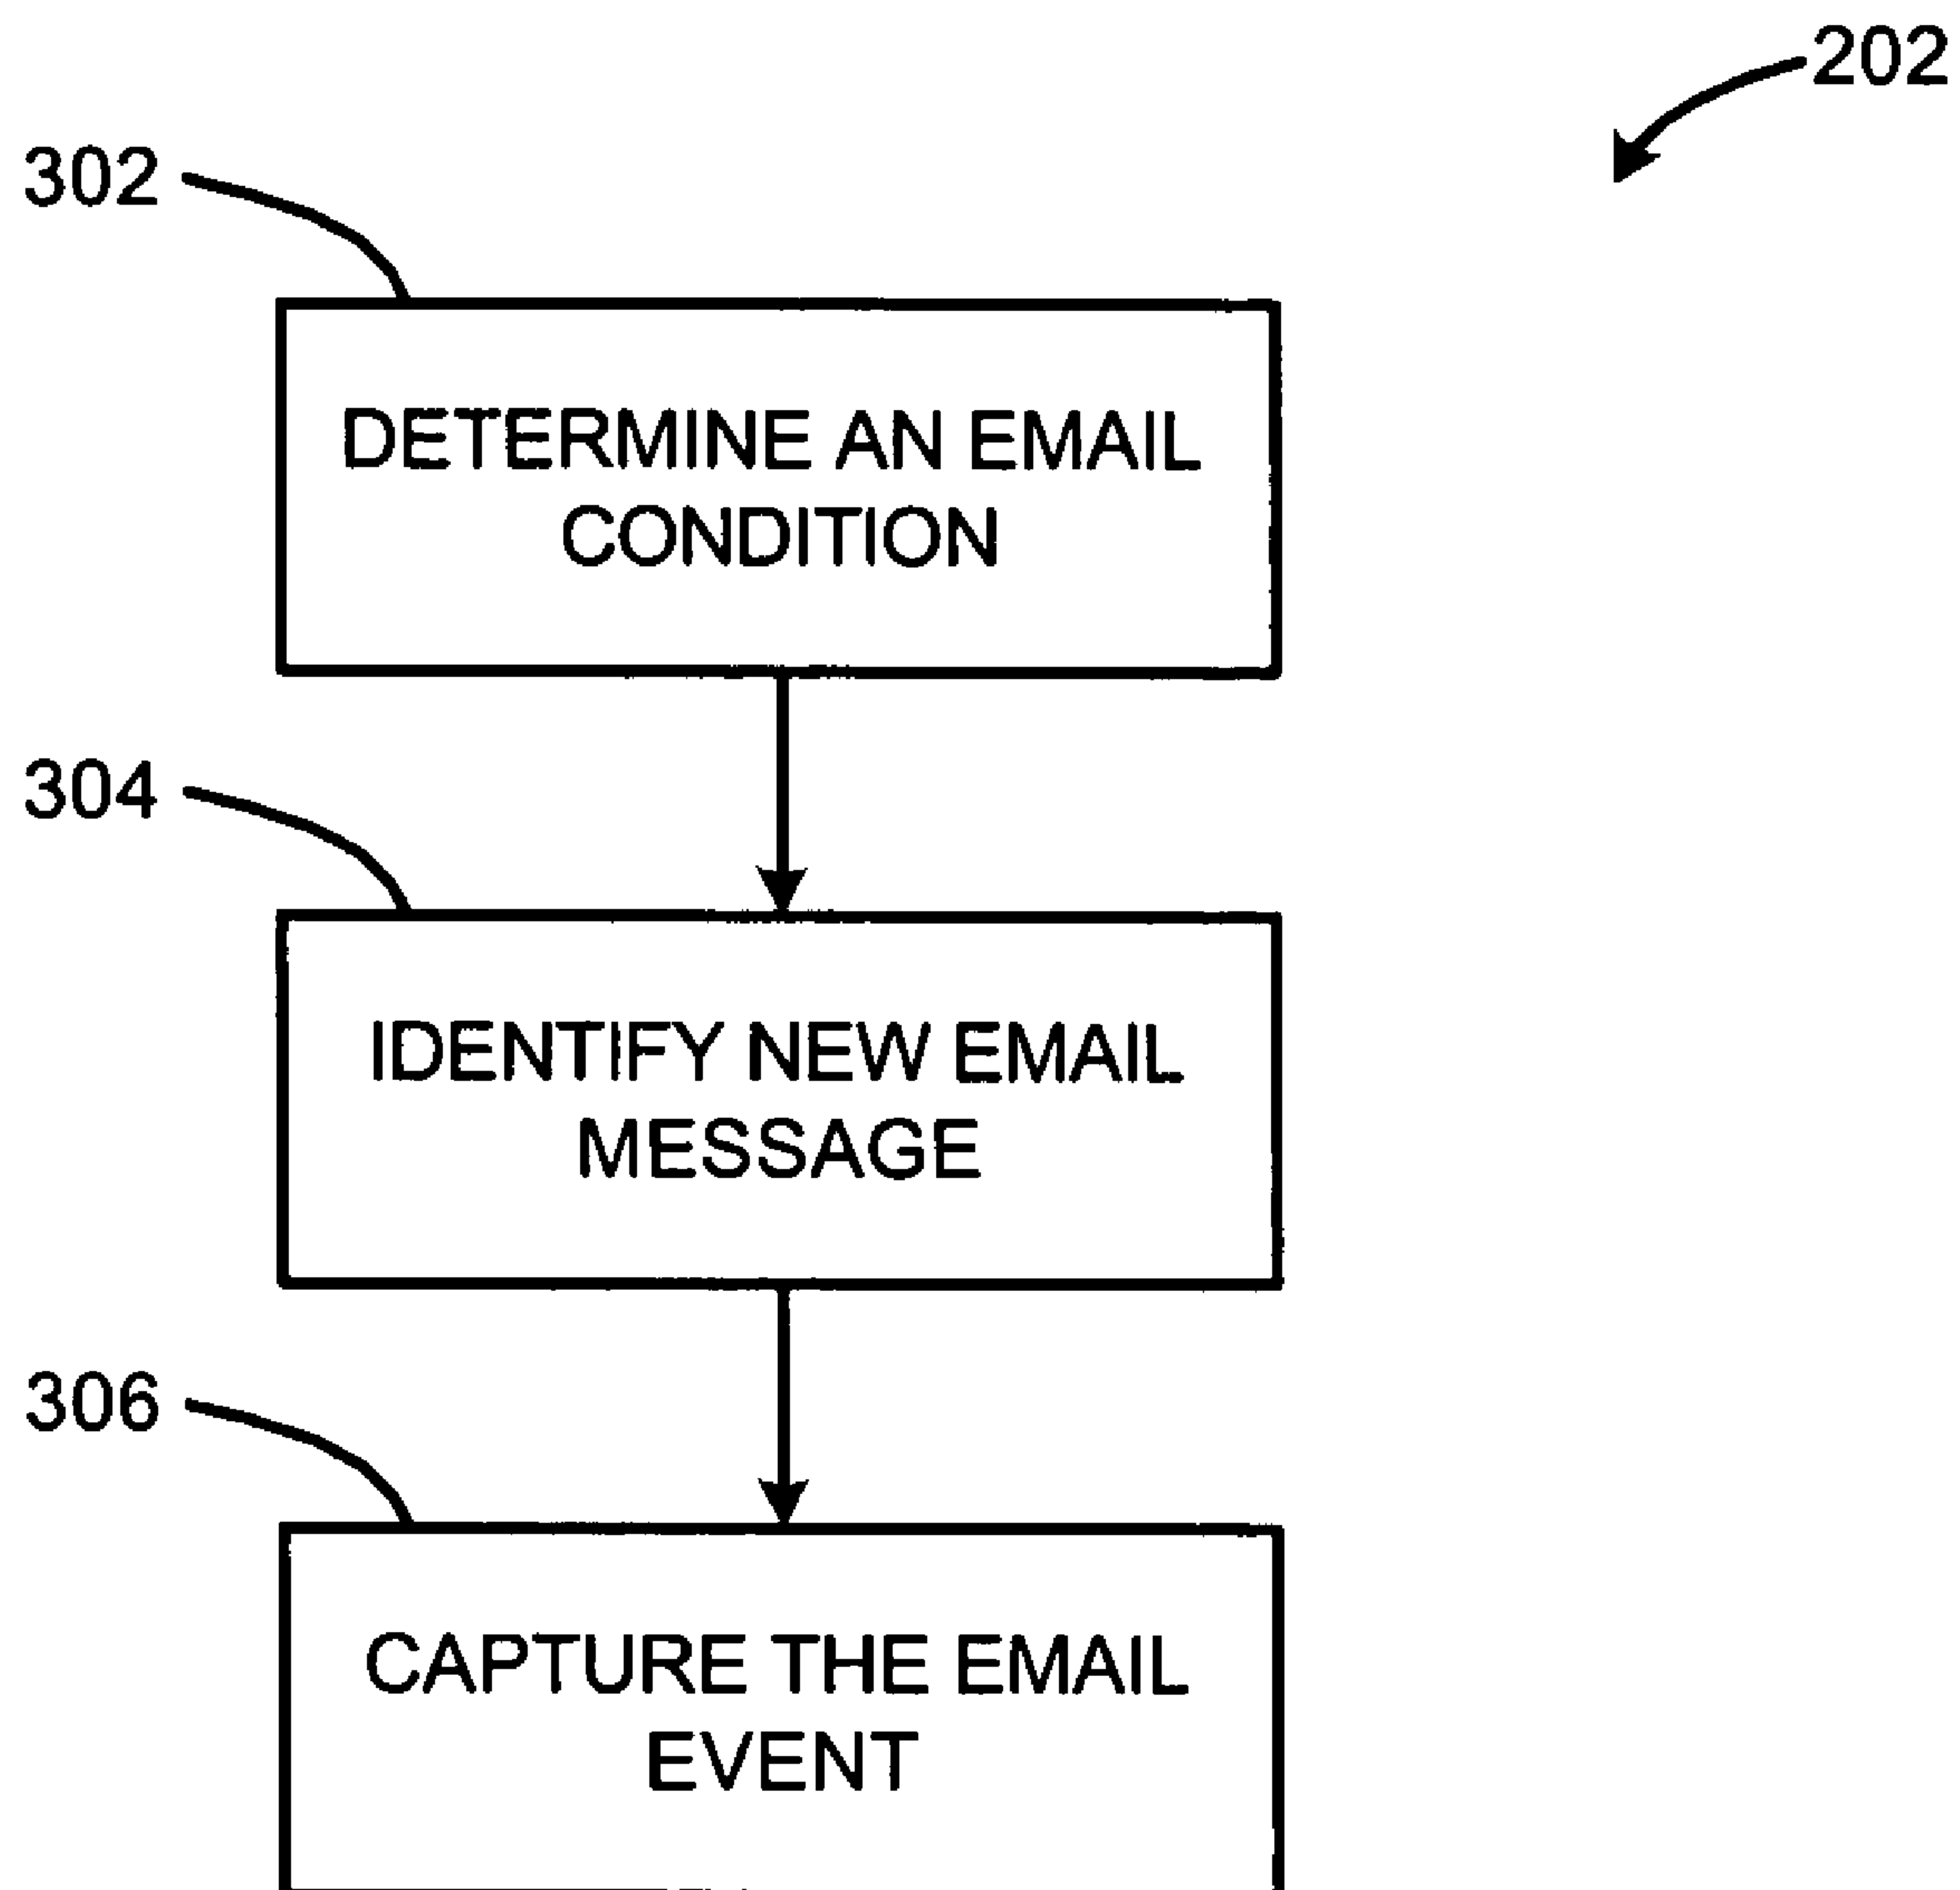 202
302
DETERMINE AN EMAIL
CONDITION
304
IDENTIFY NEW EMAIL
MESSAGE
306
CAPTURE THE EMAIL
EVENT